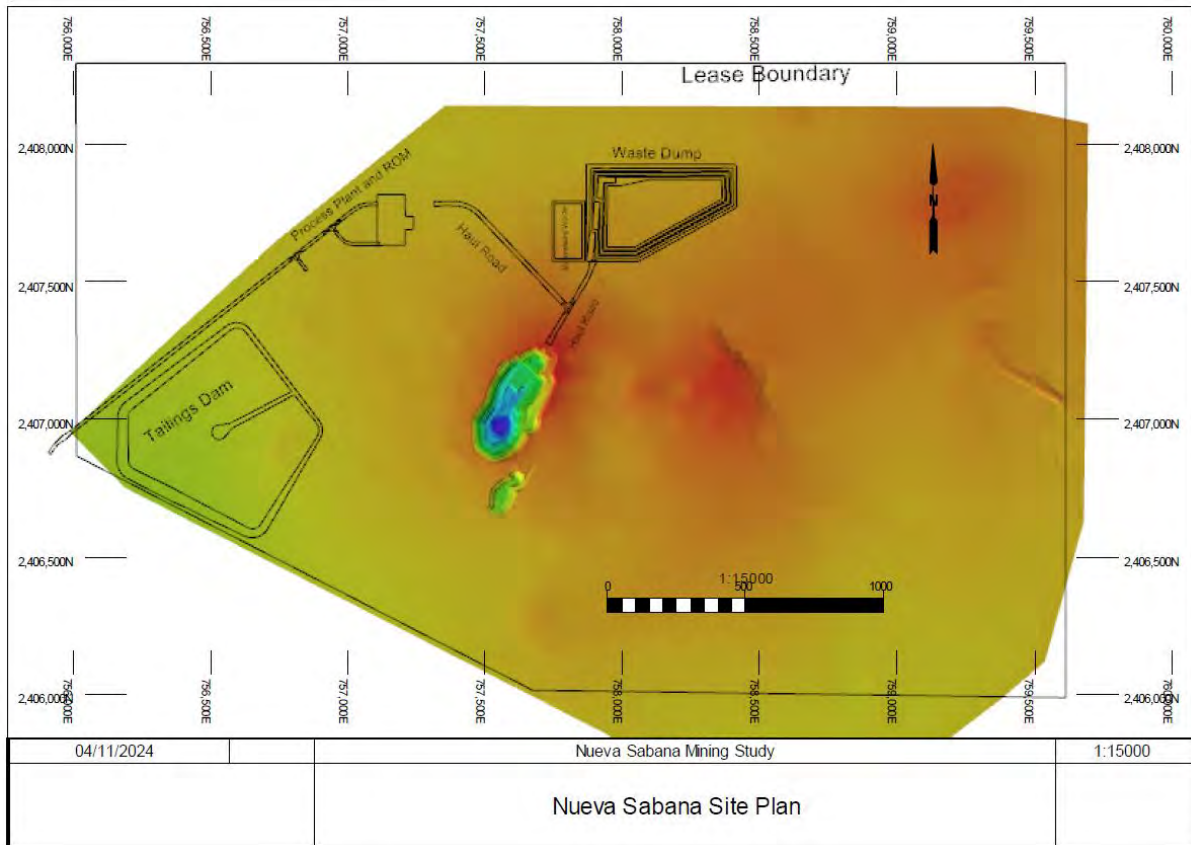 756,000E
756,500E
757,000E
757,500E
758,000E
758,500E
759,000E
759,500E
760,000E
Lease Boundary
2,408,000N
2,408,000N
Waste Dump
Process Plant and ROM
Haul Road
2,407,500N
2,407,500N
Haul Road
Tailings Dam
2,407,000N
2,407,000N
2,406,500N
2,406,500N
1:15000
0
500
1000
2,406,000N
2,406,000N
756,000E
756,500E
757,000E
757,500E
758,000E
758,500E
759,000E
759,500E
760,000E
N
04/11/2024
Nueva Sabana Mining Study
1:15000
Nueva Sabana Site Plan